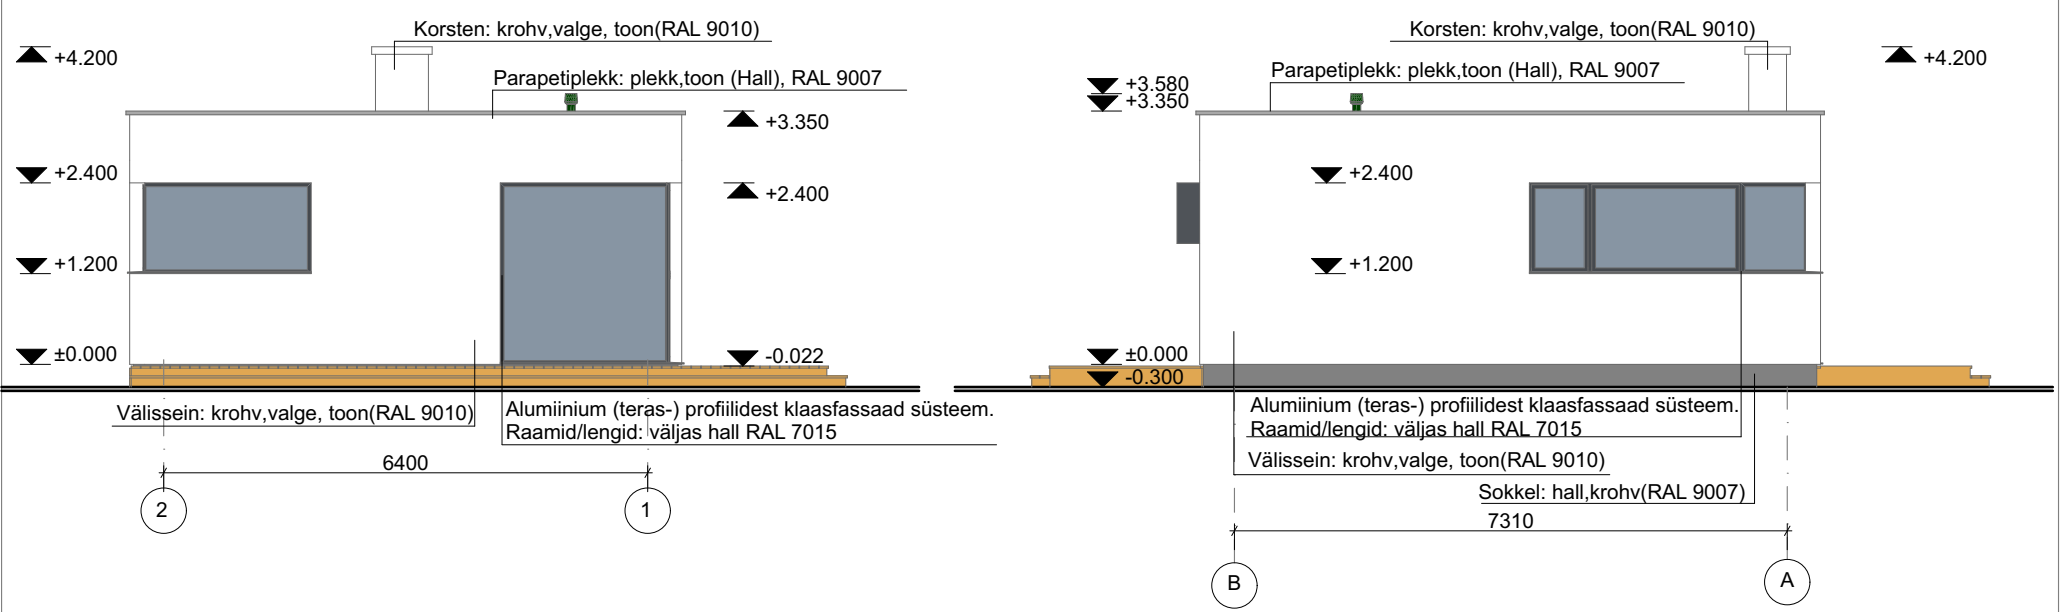 Korsten: krohv,valge, toon(RAL 9010)
+4.200
Parapetiplekk: plekk,toon (Hall), RAL 9007
+3.350
+2.400
+2.400
+1.200
±0.000
-0.022
Välissein: krohv,valge, toon(RAL 9010)
Alumiinium (teras-) profiilidest klaasfassaad süsteem.
Raamid/lengid: väljas hall RAL 7015
6400
2
1
Korsten: krohv,valge, toon(RAL 9010)
+4.200
Parapetiplekk: plekk,toon (Hall), RAL 9007
+3.580
+3.350
+2.400
+1.200
±0.000
-0.300
Alumiinium (teras-) profiilidest klaasfassaad süsteem.
Raamid/lengid: väljas hall RAL 7015
Välissein: krohv,valge, toon(RAL 9010)
Sokkel: hall,krohv(RAL 9007)
7310
B
A